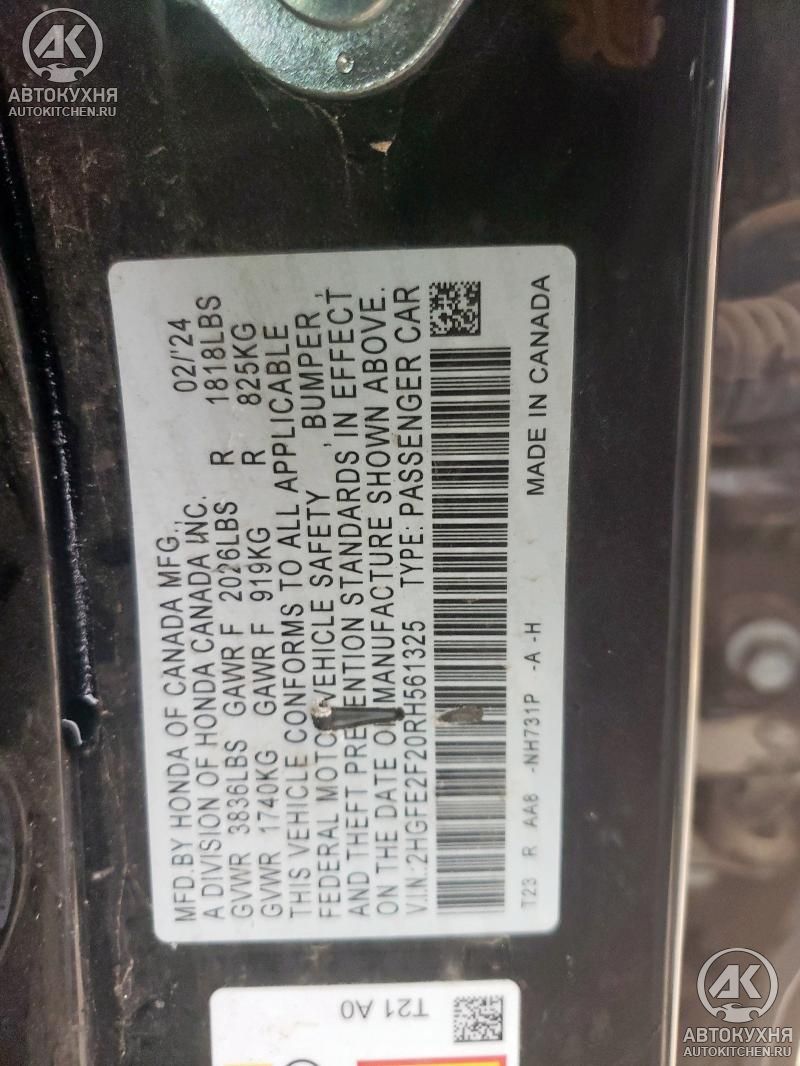 АК
АВТОКУХНЯ
AUTOKITCHEN.RU
MFD.BY HONDA OF CANADA MFG., 02/'24
A DIVISION OF HONDA CANADA INC.
GVWR 3836LBS GAWR F 2026LBS R 1818LBS
GVWR 1740KG GAWR F 919KG R 825KG
THIS VEHICLE CONFORMS TO ALL APPLICABLE
FEDERAL MOTOR VEHICLE SAFETY , BUMPER ,
AND THEFT PREVENTION STANDARDS IN EFFECT
ON THE DATE OF MANUFACTURE SHOWN ABOVE.
V.I.N:2HGFE2F20RH561325 TYPE: PASSENGER CAR
T23 R AA8 -NH731P -A -H
MADE IN CANADA
T21 A0
АК
АВТОКУХНЯ
AUTOKITCHEN.RU